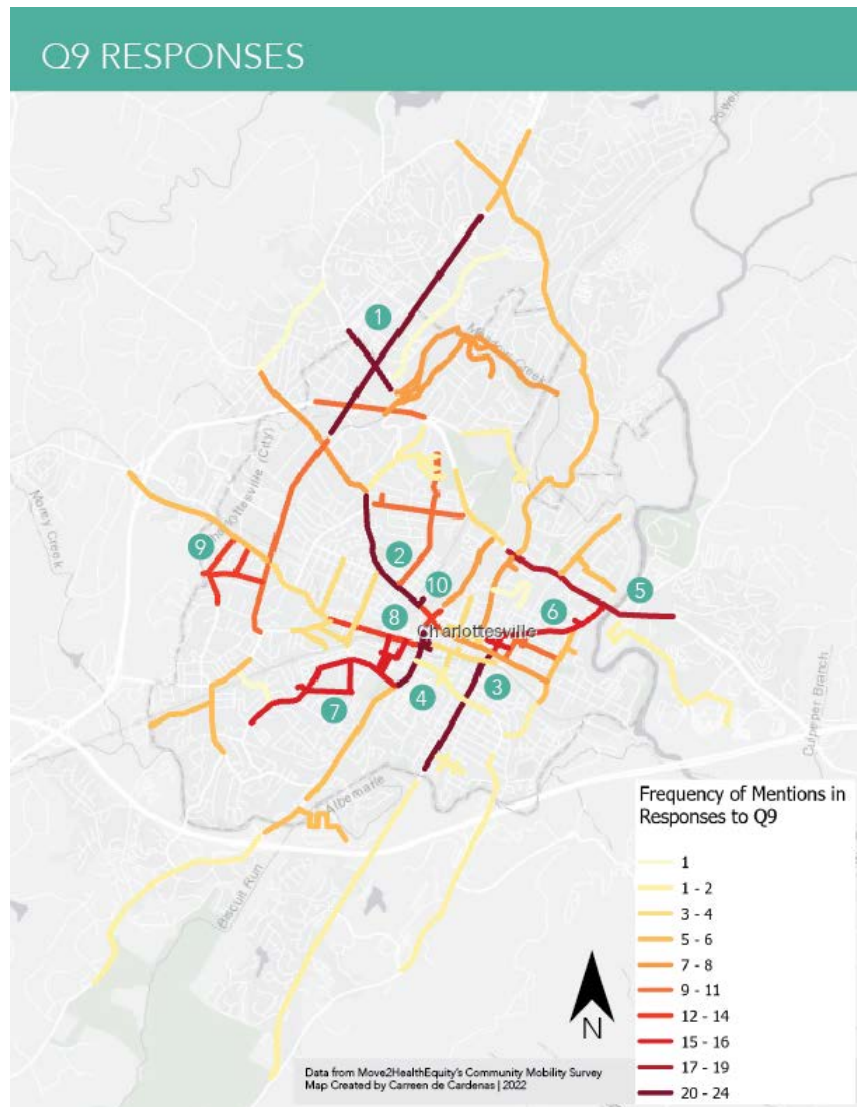 Q9 RESPONSES
Meadow Creek
(City)
Morey Creek
1
2
9
10
5
8
6
Charlottesville
3
4
7
Culpeper Branch
Albemarle
Biscuit Run
Frequency of Mentions in
Responses to Q9
1
1 - 2
3 - 4
5 - 6
7 - 8
9 - 11
12 - 14
15 - 16
17 - 19
20 - 24
N
Data from Move2HealthEquity's Community Mobility Survey
Map Created by Carreen de Cardenas | 2022